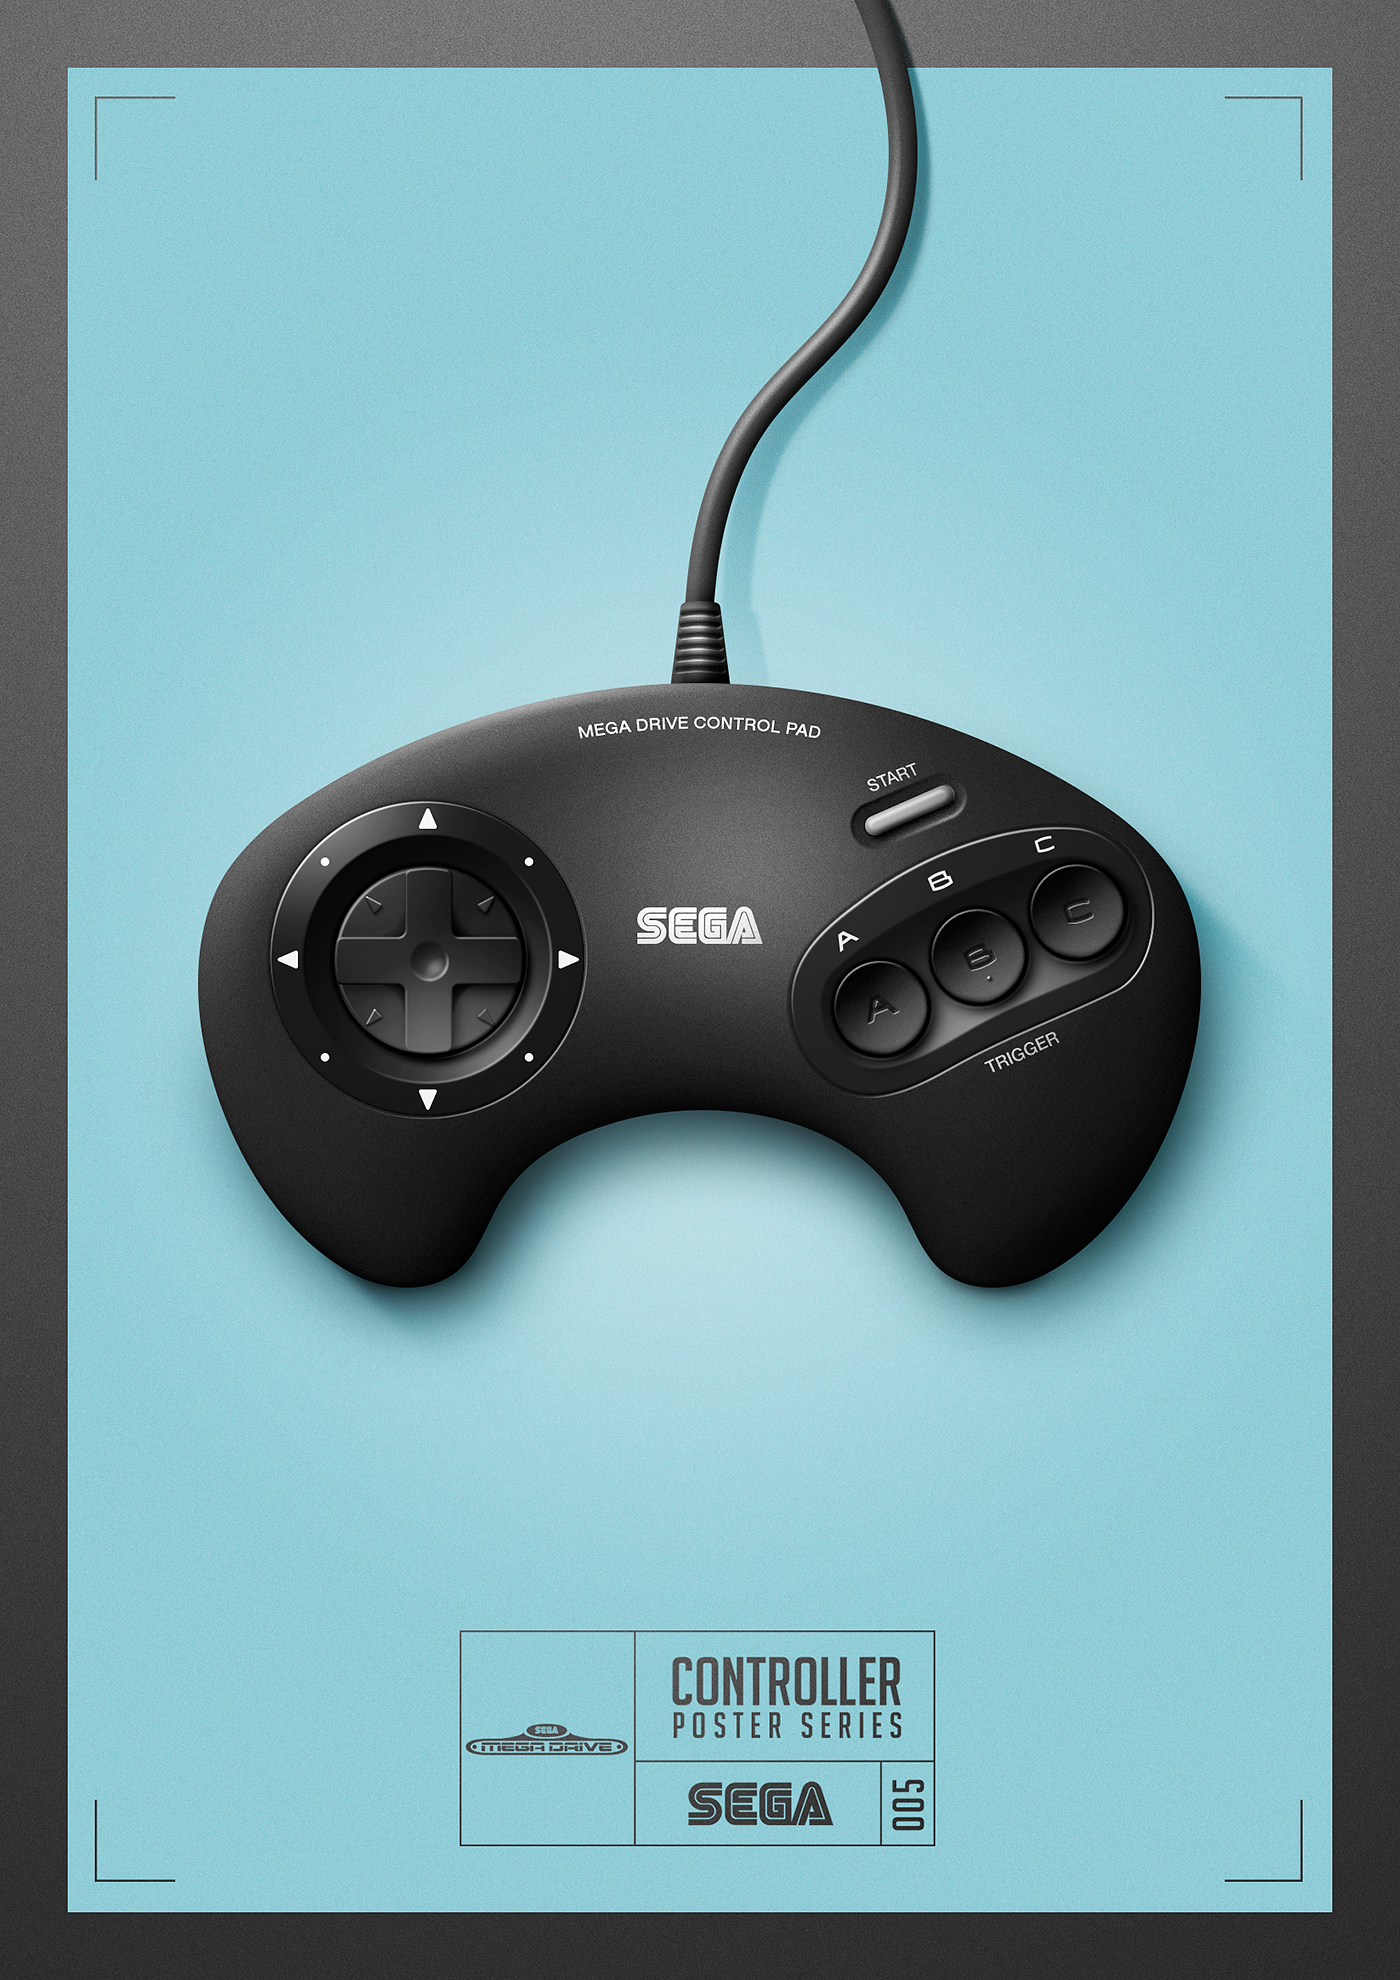 MEGA DRIVE CONTROL PAD
START
A
B
C
SEGA
A
B
C
TRIGGER
CONTROLLER
POSTER SERIES
SEGA
MEGA DRIVE
SEGA
005